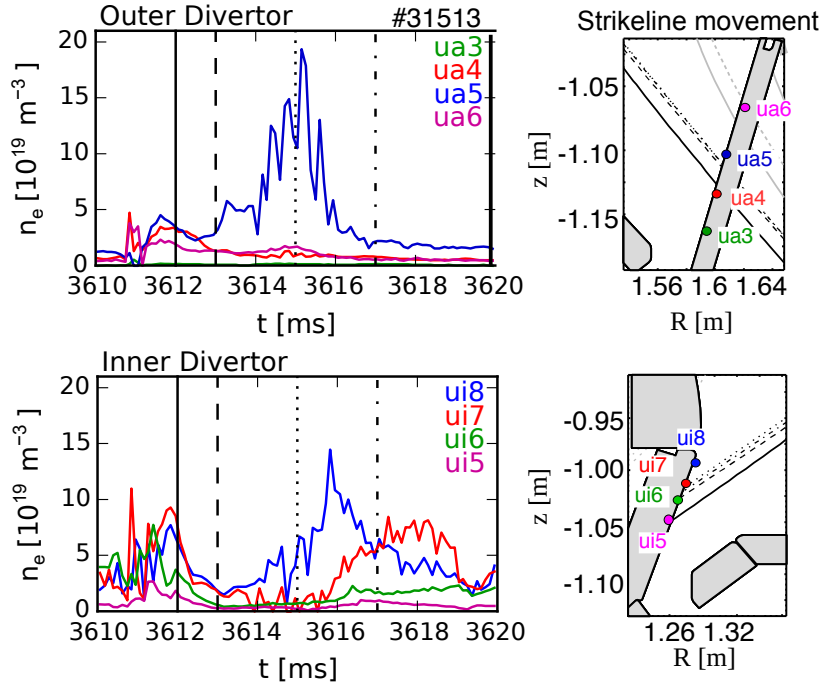 Outer Divertor #31513
20
15
10
5
0
n_e [10^19 m^−3]
ua3
ua4
ua5
ua6
3610 3612 3614 3616 3618 3620
t [ms]
Strikeline movement
-1.05
-1.10
-1.15
z [m]
ua6
ua5
ua4
ua3
1.56 1.6 1.64
R [m]
Inner Divertor
20
15
10
5
0
n_e [10^19 m^−3]
ui8
ui7
ui6
ui5
3610 3612 3614 3616 3618 3620
t [ms]
-0.95
-1.00
-1.05
-1.10
z [m]
ui8
ui7
ui6
ui5
1.26 1.32
R [m]